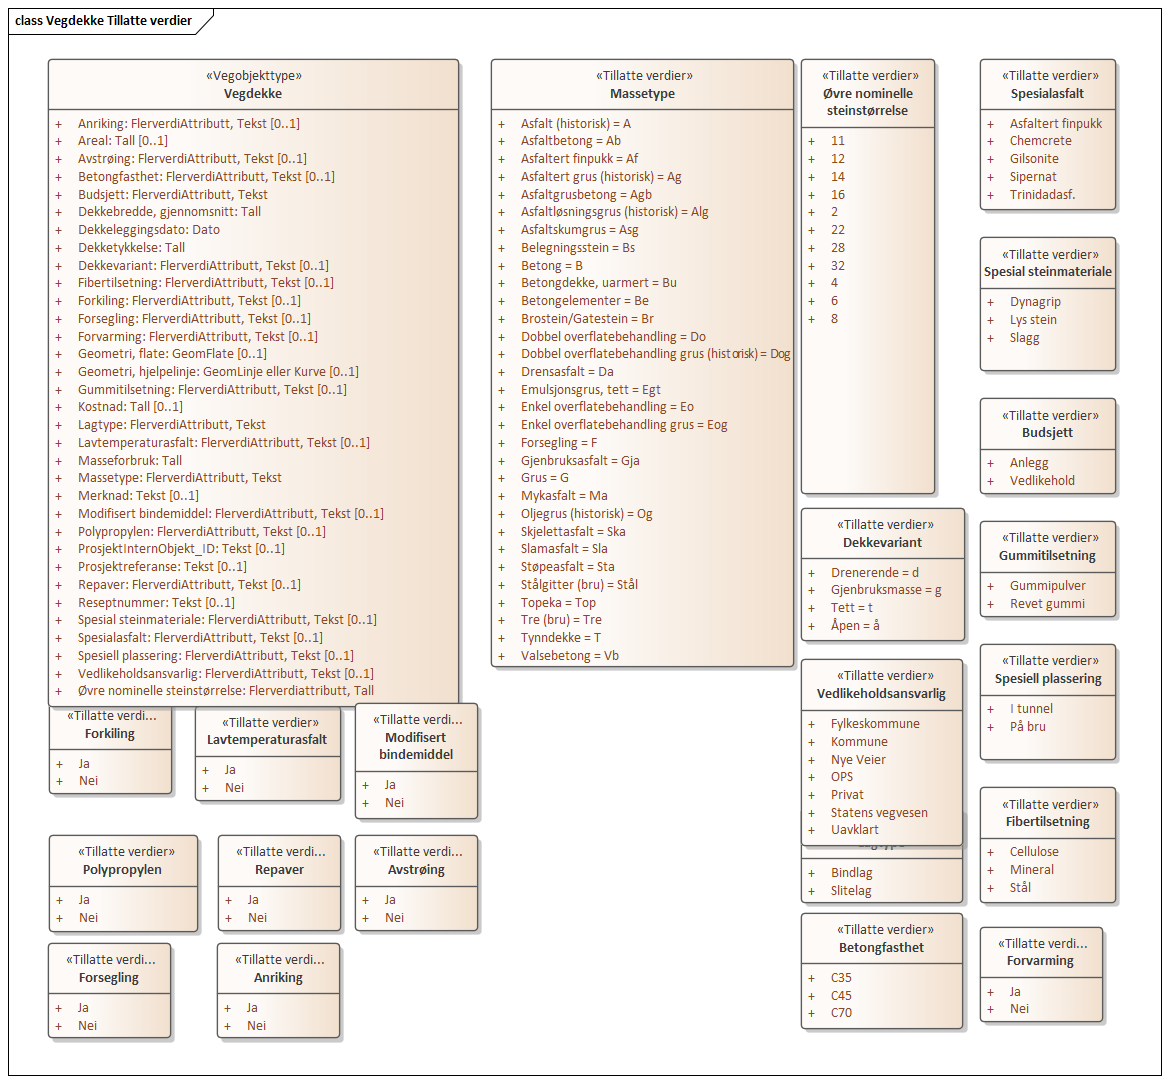 class Vegdekke Tillatte verdier
«Vegobjekttype»
Vegdekke
+ Anriking: FlerverdiAttributt, Tekst [0..1]
+ Areal: Tall [0..1]
+ Avstrøing: FlerverdiAttributt, Tekst [0..1]
+ Betongfasthet: FlerverdiAttributt, Tekst [0..1]
+ Budsjett: FlerverdiAttributt, Tekst
+ Dekkebredde, gjennomsnitt: Tall
+ Dekkeleggingsdato: Dato
+ Dekketykkelse: Tall
+ Dekkevariant: FlerverdiAttributt, Tekst [0..1]
+ Fibertilsetning: FlerverdiAttributt, Tekst [0..1]
+ Forkiling: FlerverdiAttributt, Tekst [0..1]
+ Forsegling: FlerverdiAttributt, Tekst [0..1]
+ Forvarming: FlerverdiAttributt, Tekst [0..1]
+ Geometri, flate: GeomFlate [0..1]
+ Geometri, hjelpelinje: GeomLinje eller Kurve [0..1]
+ Gummitilsetning: FlerverdiAttributt, Tekst [0..1]
+ Kostnad: Tall [0..1]
+ Lagtype: FlerverdiAttributt, Tekst
+ Lavtemperaturasfalt: FlerverdiAttributt, Tekst [0..1]
+ Masseforbruk: Tall
+ Massetype: FlerverdiAttributt, Tekst
+ Merknad: Tekst [0..1]
+ Modifisert bindemiddel: FlerverdiAttributt, Tekst [0..1]
+ Polypropylen: FlerverdiAttributt, Tekst [0..1]
+ ProsjektInternObjekt_ID: Tekst [0..1]
+ Prosjektreferanse: Tekst [0..1]
+ Repaver: FlerverdiAttributt, Tekst [0..1]
+ Reseptnummer: Tekst [0..1]
+ Spesial steinmateriale: FlerverdiAttributt, Tekst [0..1]
+ Spesialasfalt: FlerverdiAttributt, Tekst [0..1]
+ Spesiell plassering: FlerverdiAttributt, Tekst [0..1]
+ Vedlikeholdsansvarlig: FlerverdiAttributt, Tekst [0..1]
+ Øvre nominelle steinstørrelse: Flerverdiattributt, Tall
«Tillatte verdier»
Massetype
+ Asfalt (historisk) = A
+ Asfaltbetong = Ab
+ Asfaltert finpukk = Af
+ Asfaltert grus (historisk) = Ag
+ Asfaltgrusbetong = Agb
+ Asfaltløsningsgrus (historisk) = Alg
+ Asfaltskumgrus = Asg
+ Belegningsstein = Bs
+ Betong = B
+ Betongdekke, uarmert = Bu
+ Betongelementer = Be
+ Brostein/Gatestein = Br
+ Dobbel overflatebehandling = Do
+ Dobbel overflatebehandling grus (historisk) = Dog
+ Drensasfalt = Da
+ Emulsjonsgrus, tett = Egt
+ Enkel overflatebehandling = Eo
+ Enkel overflatebehandling grus = Eog
+ Forsegling = F
+ Gjenbruksasfalt = Gja
+ Grus = G
+ Mykasfalt = Ma
+ Oljegrus (historisk) = Og
+ Skjelettasfalt = Ska
+ Slamasfalt = Sla
+ Støpeasfalt = Sta
+ Stålgitter (bru) = Stål
+ Topeka = Top
+ Tre (bru) = Tre
+ Tynndekke = T
+ Valsebetong = Vb
«Tillatte verdier»
Øvre nominelle
steinstørrelse
+ 11
+ 12
+ 14
+ 16
+ 2
+ 22
+ 28
+ 32
+ 4
+ 6
+ 8
«Tillatte verdier»
Spesialasfalt
+ Asfaltert finpukk
+ Chemcrete
+ Gilsonite
+ Sipernat
+ Trinidadasf.
«Tillatte verdier»
Spesial steinmateriale
+ Dynagrip
+ Lys stein
+ Slagg
«Tillatte verdier»
Budsjett
+ Anlegg
+ Vedlikehold
«Tillatte verdier»
Dekkevariant
+ Drenerende = d
+ Gjenbruksmasse = g
+ Tett = t
+ Åpen = å
«Tillatte verdier»
Gummitilsetning
+ Gummipulver
+ Revet gummi
«Tillatte verdier»
Vedlikeholdsansvarlig
+ Fylkeskommune
+ Kommune
+ Nye Veier
+ OPS
+ Privat
+ Statens vegvesen
+ Uavklart
+ Bindlag
+ Slitelag
«Tillatte verdier»
Spesiell plassering
+ I tunnel
+ På bru
«Tillatte verdier»
Fibertilsetning
+ Cellulose
+ Mineral
+ Stål
«Tillatte verdi...
Forkiling
+ Ja
+ Nei
«Tillatte verdier»
Lavtemperaturasfalt
+ Ja
+ Nei
«Tillatte verdi...
Modifisert
bindemiddel
+ Ja
+ Nei
«Tillatte verdier»
Polypropylen
+ Ja
+ Nei
«Tillatte verdi...
Repaver
+ Ja
+ Nei
«Tillatte verdi...
Avstrøing
+ Ja
+ Nei
«Tillatte verdi...
Forsegling
+ Ja
+ Nei
«Tillatte verdi...
Anriking
+ Ja
+ Nei
«Tillatte verdier»
Betongfasthet
+ C35
+ C45
+ C70
«Tillatte verdi...
Forvarming
+ Ja
+ Nei